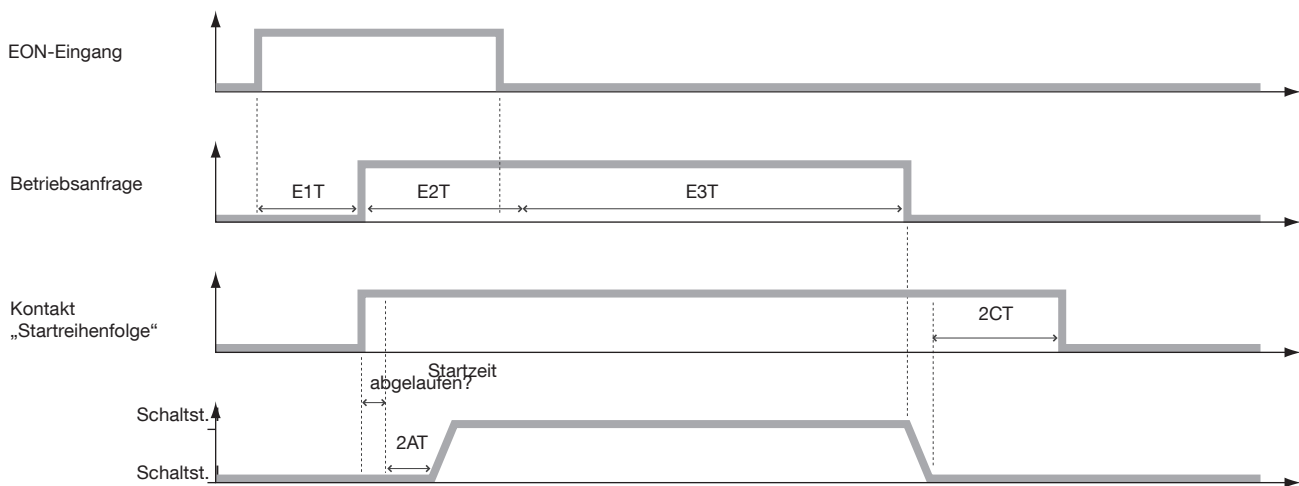 EON-Eingang
Betriebsanfrage
E1T
E2T
E3T
Kontakt
„Startreihenfolge“
2CT
Startzeit
abgelaufen?
Schaltst.
2AT
Schaltst.